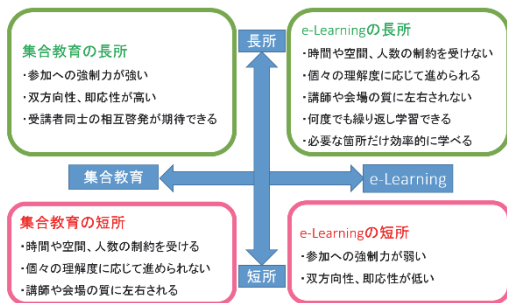 集合教育の長所
・参加への強制力が強い
・双方向性、即応性が高い
・受講者同士の相互啓発が期待できる
長所
e-Learningの長所
・時間や空間、人数の制約を受けない
・個々の理解度に応じて進められる
・講師や会場の質に左右されない
・何度でも繰り返し学習できる
・必要な箇所だけ効率的に学べる
集合教育
e-Learning
集合教育の短所
・時間や空間、人数の制約を受ける
・個々の理解度に応じて進められない
・講師や会場の質に左右される
短所
e-Learningの短所
・参加への強制力が弱い
・双方向性、即応性が低い